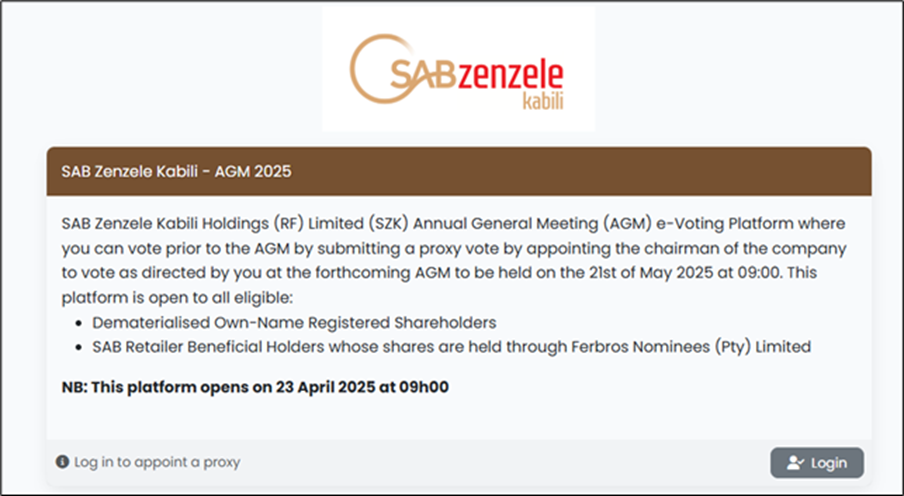 SABzenzele
kabili
SAB Zenzele Kabili - AGM 2025
SAB Zenzele Kabili Holdings (RF) Limited (SZK) Annual General Meeting (AGM) e-Voting Platform where
you can vote prior to the AGM by submitting a proxy vote by appointing the chairman of the company
to vote as directed by you at the forthcoming AGM to be held on the 21st of May 2025 at 09:00. This
platform is open to all eligible:
• Dematerialised Own-Name Registered Shareholders
• SAB Retailer Beneficial Holders whose shares are held through Ferbros Nominees (Pty) Limited
NB: This platform opens on 23 April 2025 at 09h00
Log in to appoint a proxy
Login